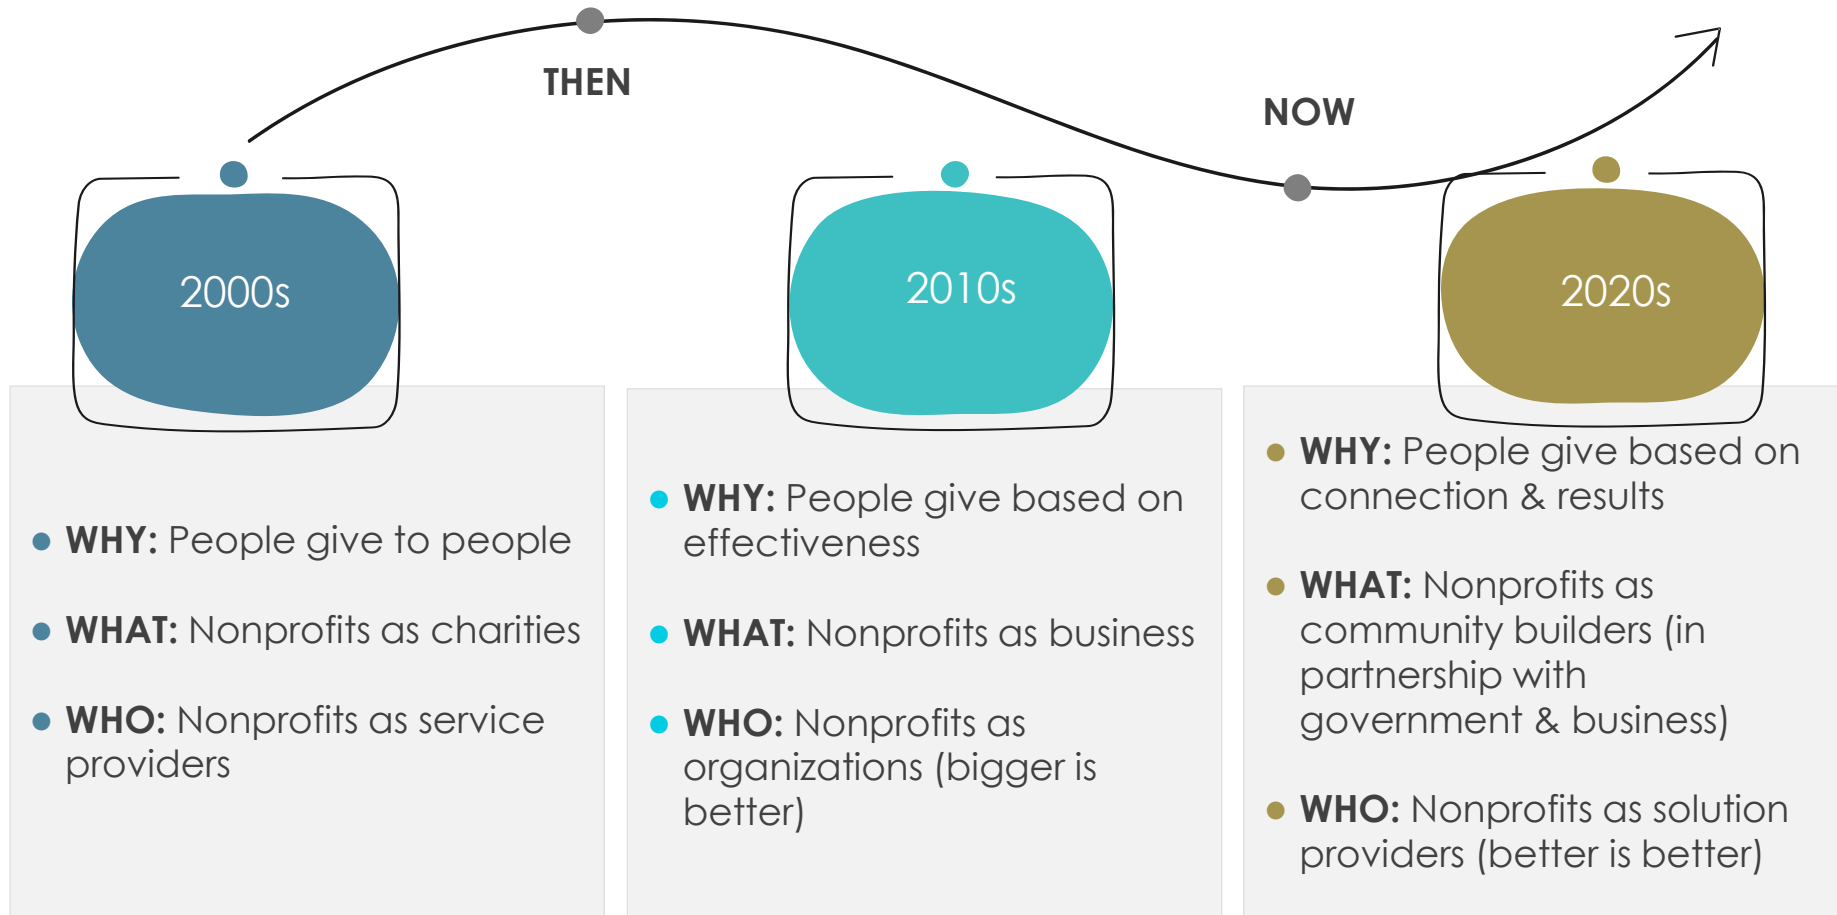 THEN
NOW
2000s
2010s
2020s
WHY: People give to people
WHAT: Nonprofits as charities
WHO: Nonprofits as service
providers
WHY: People give based on
effectiveness
WHAT: Nonprofits as business
WHO: Nonprofits as
organizations (bigger is
better)
WHY: People give based on
connection & results
WHAT: Nonprofits as
community builders (in
partnership with
government & business)
WHO: Nonprofits as solution
providers (better is better)